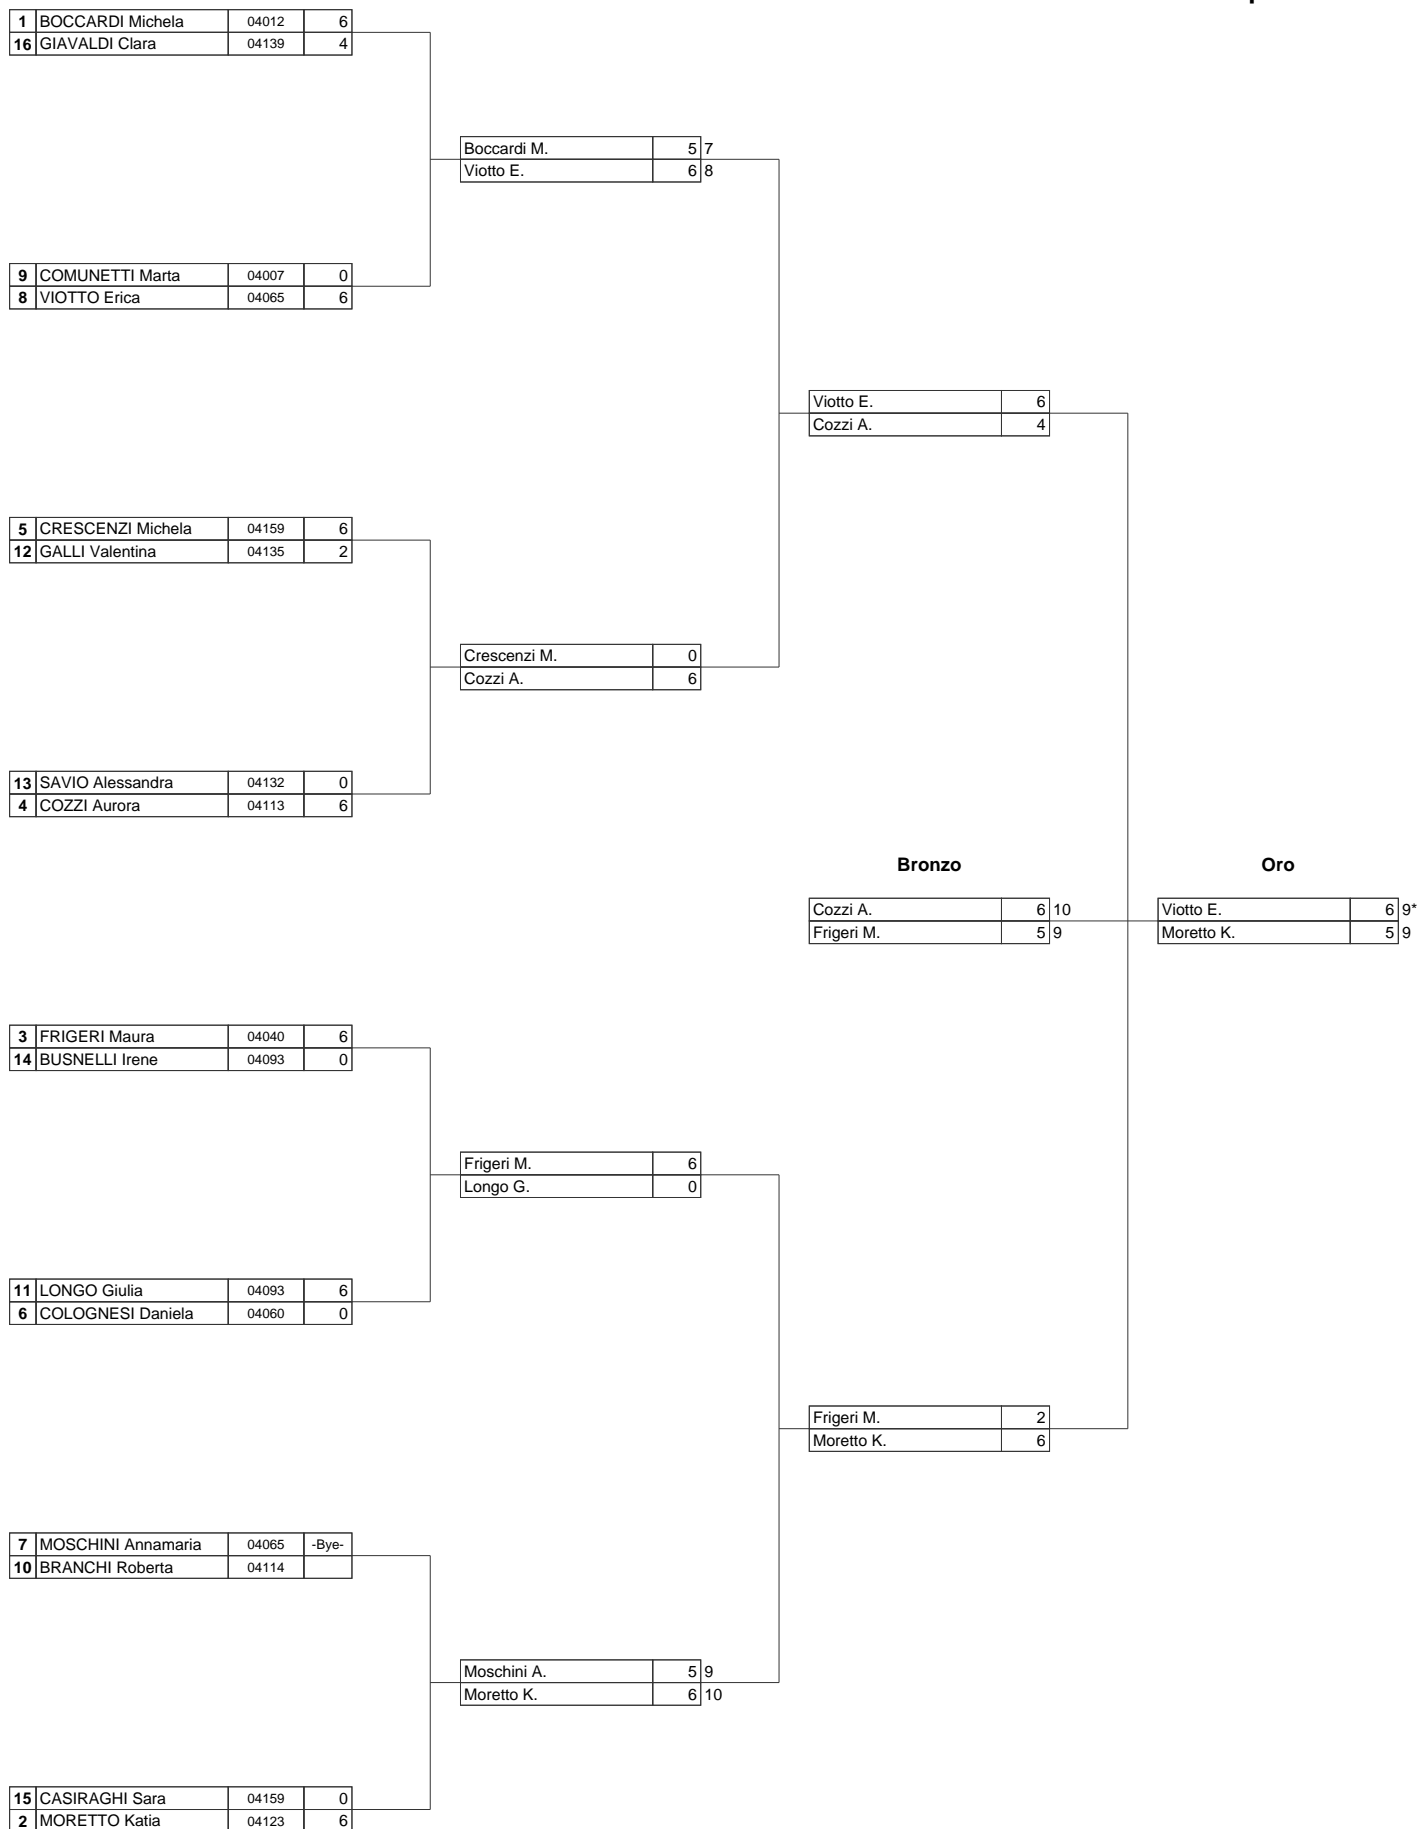 1 BOCCARDI Michela 04012 6
16 GIAVALDI Clara 04139 4
Boccardi M. 5 7
Viotto E. 6 8
9 COMUNETTI Marta 04007 0
8 VIOTTO Erica 04065 6
Viotto E. 6
Cozzi A. 4
5 CRESCENZI Michela 04159 6
12 GALLI Valentina 04135 2
Crescenzi M. 0
Cozzi A. 6
13 SAVIO Alessandra 04132 0
4 COZZI Aurora 04113 6
Bronzo Oro
Cozzi A. 6 10 Viotto E. 6 9*
Frigeri M. 5 9 Moretto K. 5 9
3 FRIGERI Maura 04040 6
14 BUSNELLI Irene 04093 0
Frigeri M. 6
Longo G. 0
11 LONGO Giulia 04093 6
6 COLOGNESI Daniela 04060 0
Frigeri M. 2
Moretto K. 6
7 MOSCHINI Annamaria 04065 -Bye-
10 BRANCHI Roberta 04114
Moschini A. 5 9
Moretto K. 6 10
15 CASIRAGHI Sara 04159 0
2 MORETTO Katia 04123 6